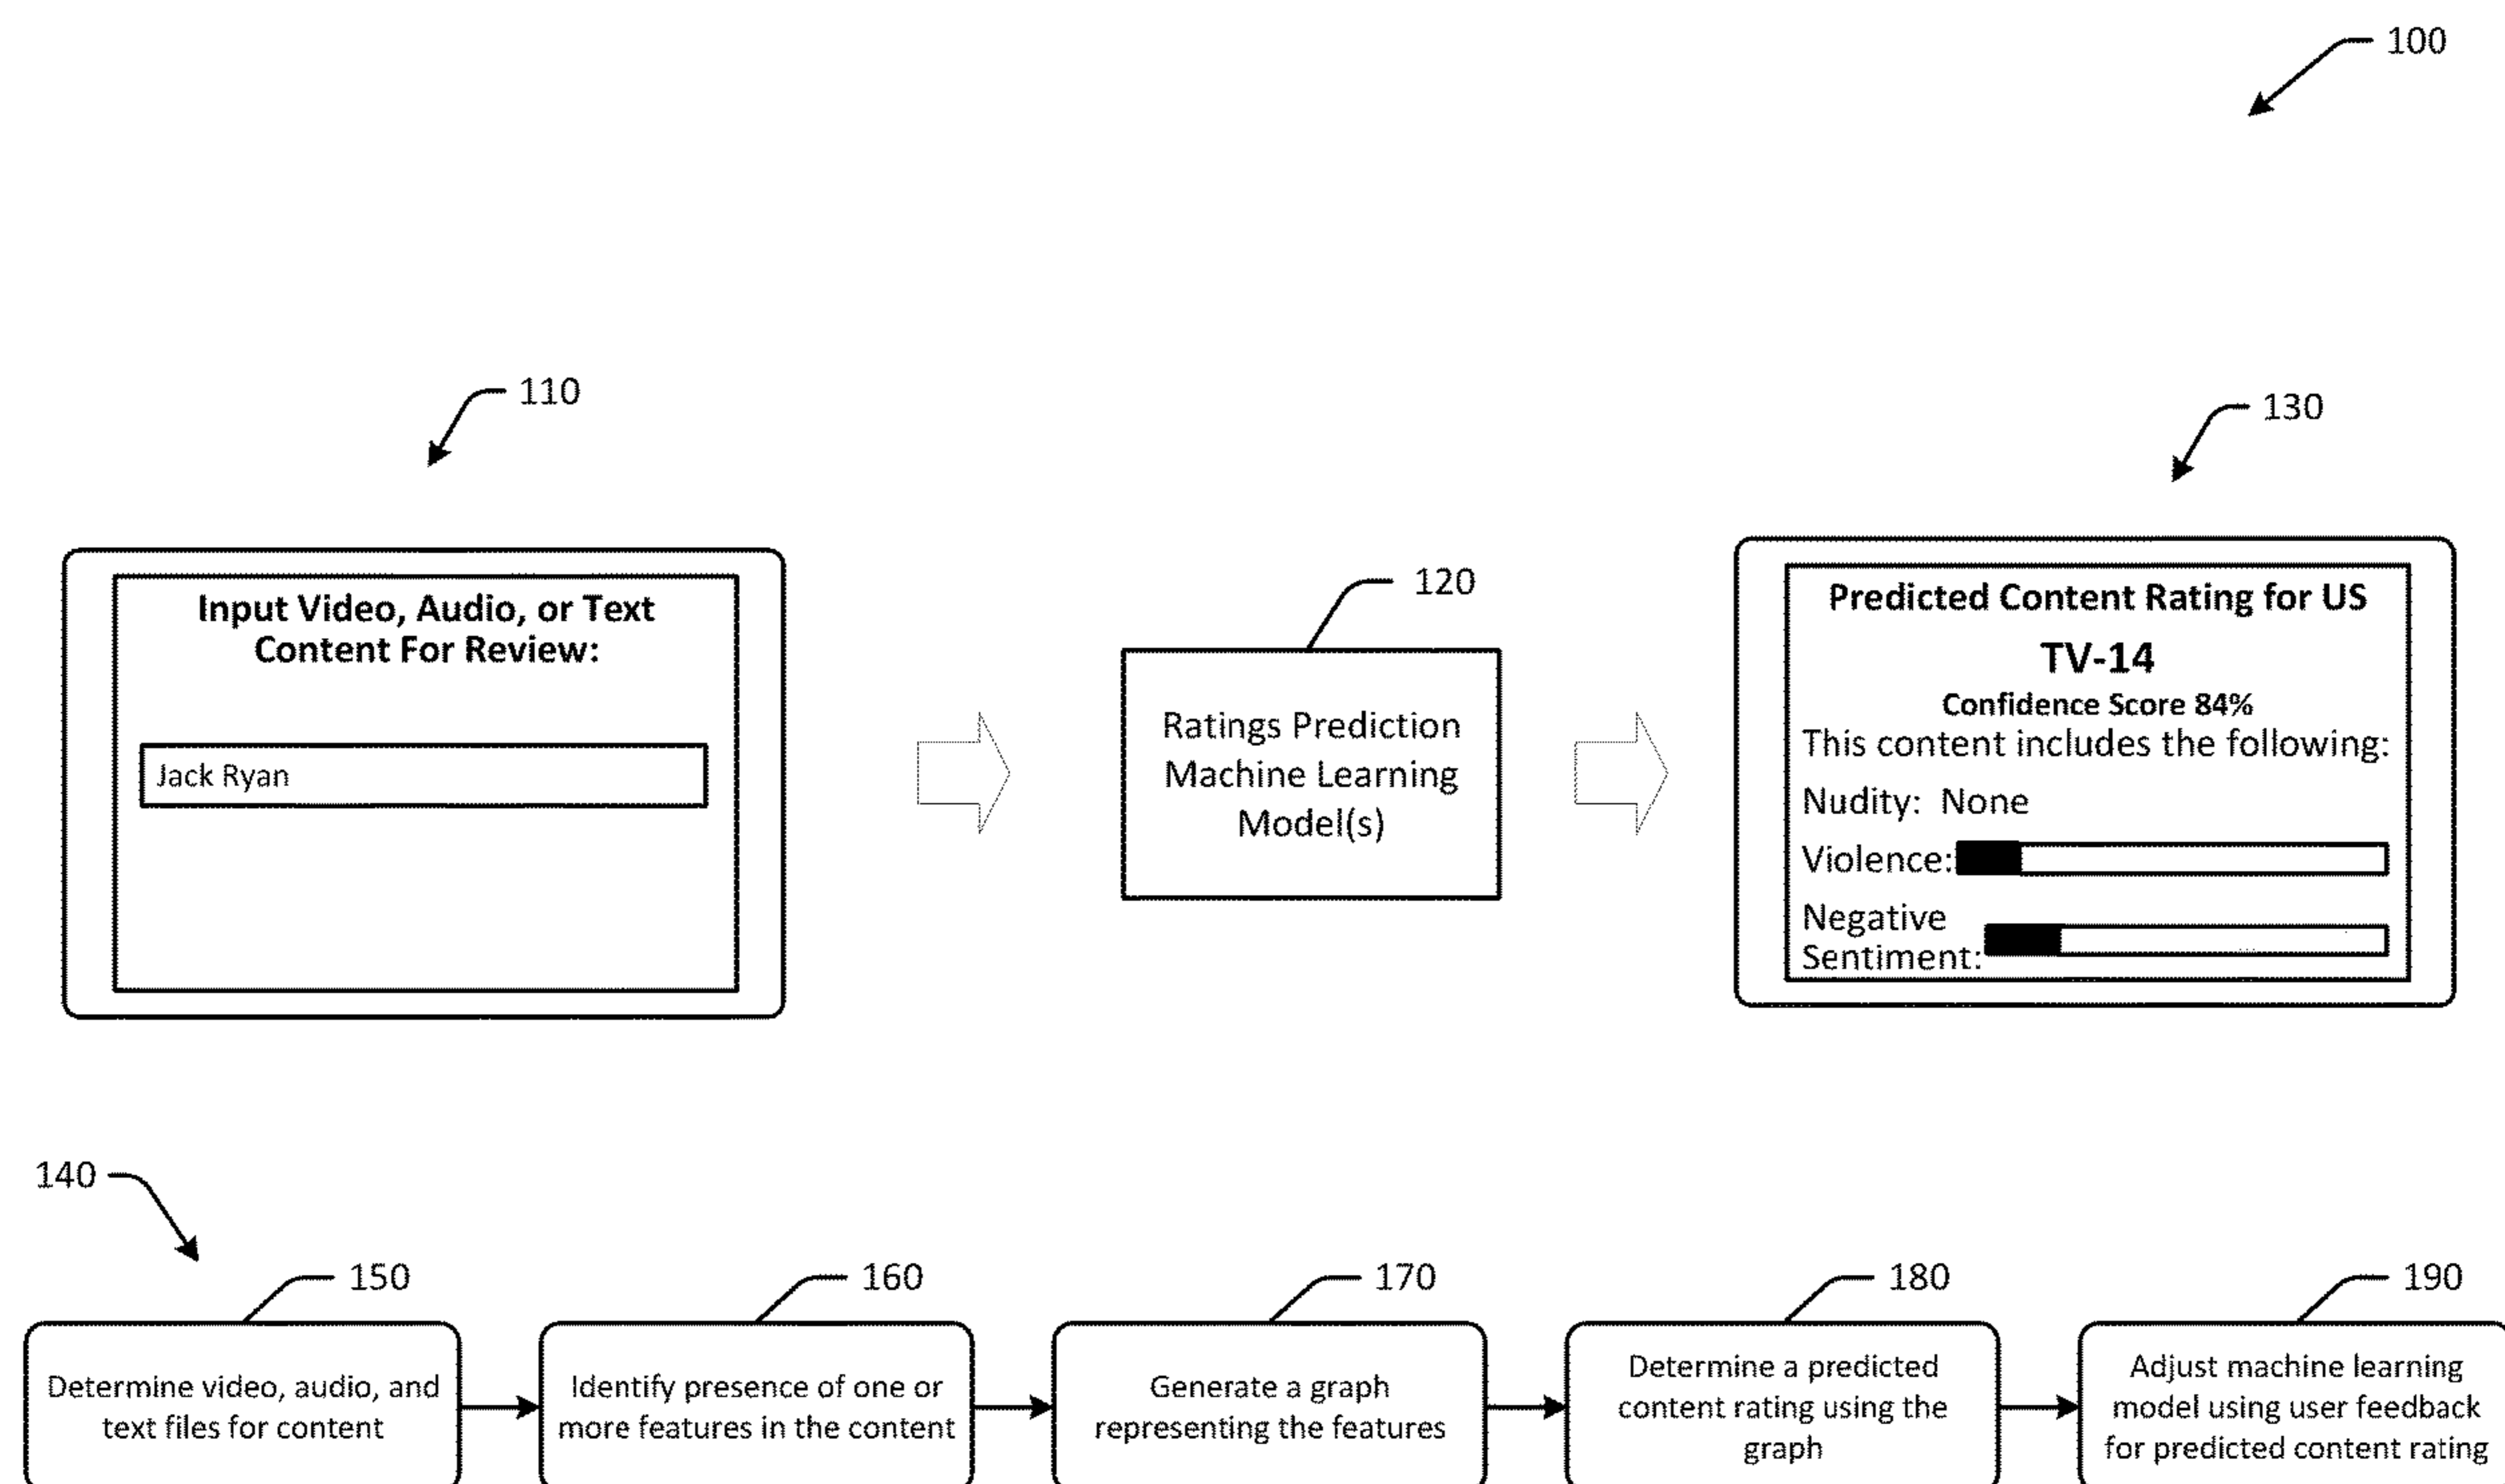 100
110
130
Input Video, Audio, or Text
Content For Review:
Jack Ryan
120
Ratings Prediction
Machine Learning
Model(s)
Predicted Content Rating for US
TV-14
Confidence Score 84%
This content includes the following:
Nudity: None
Violence:
Negative
Sentiment:
140
150
160
170
180
190
Determine video, audio, and
text files for content
Identify presence of one or
more features in the content
Generate a graph
representing the features
Determine a predicted
content rating using the
graph
Adjust machine learning
model using user feedback
for predicted content rating